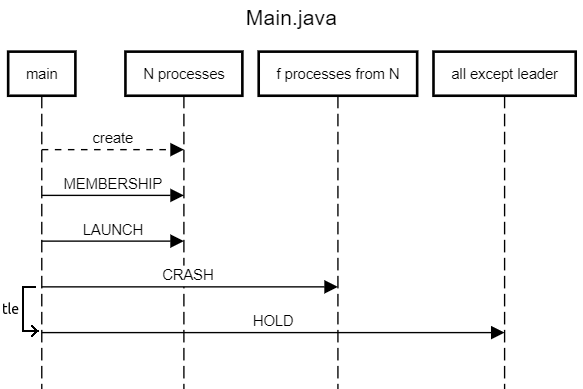 Main.java
main
N processes
f processes from N
all except leader
create
MEMBERSHIP
LAUNCH
CRASH
tle
HOLD